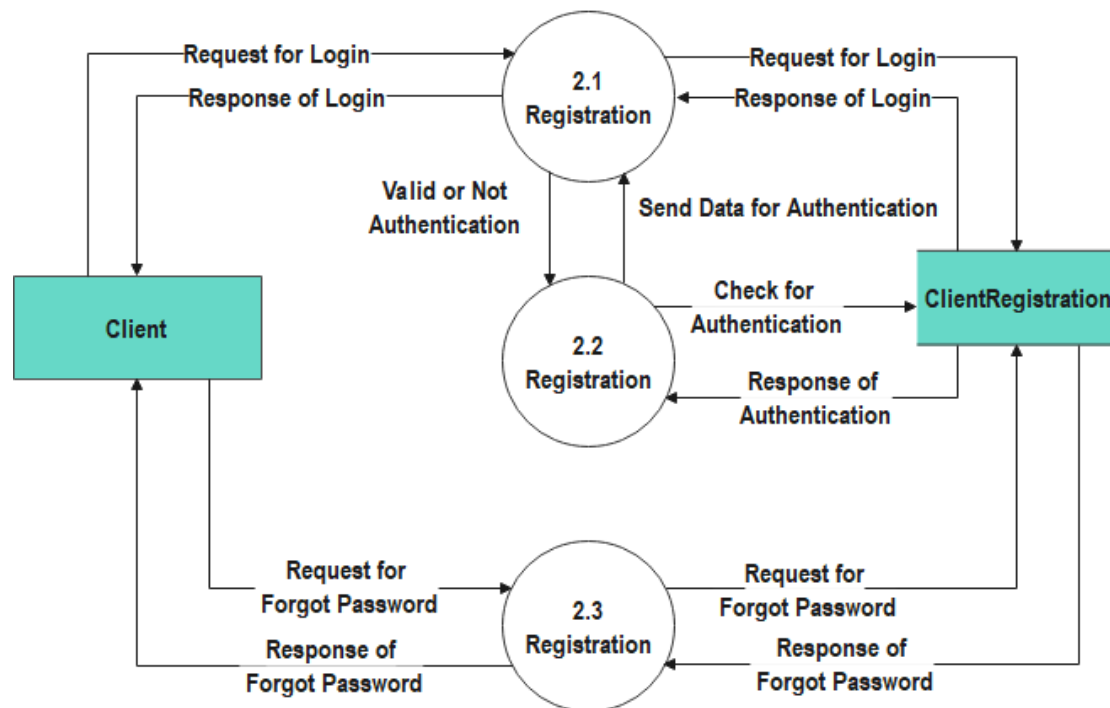 Request for Login
Request for Login
Response of Login
2.1
Response of Login
Registration
Valid or Not
Authentication
Send Data for Authentication
Client
2.2
Registration
Check for
Authentication
ClientRegistration
Response of
Authentication
Request for
Forgot Password
2.3
Registration
Request for
Forgot Password
Response of
Forgot Password
Response of
Forgot Password